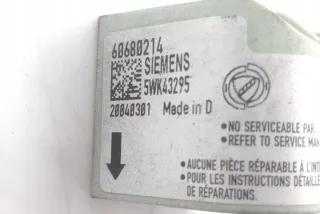 60680214
SIEMENS
5WK43295
20040301 Made in D
• NO SERVICEABLE PAR
• REFER TO SERVICE MAN
• AUCUNE PIÈCE RÉPARABLE À L'INT
• POUR LES INSTRUCTIONS DÉTAIL
DE RÉPARATIONS.